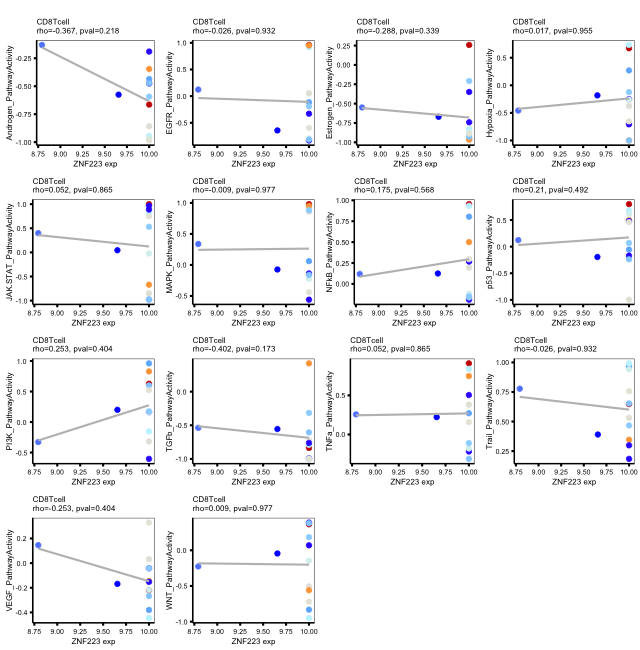 CD8Tcell
rho=-0.367, pval=0.218
Androgen_PathwayActivity
-0.25
-0.50
-0.75
-1.00
8.75 9.00 9.25 9.50 9.75 10.00
ZNF223 exp
CD8Tcell
rho=-0.026, pval=0.932
EGFR_PathwayActivity
1.0
0.5
0.0
-0.5
8.75 9.00 9.25 9.50 9.75 10.00
ZNF223 exp
CD8Tcell
rho=-0.288, pval=0.339
Estrogen_PathwayActivity
0.25
0.00
-0.25
-0.50
-0.75
-1.00
8.75 9.00 9.25 9.50 9.75 10.00
ZNF223 exp
CD8Tcell
rho=0.017, pval=0.955
Hypoxia_PathwayActivity
0.5
0.0
-0.5
-1.0
8.75 9.00 9.25 9.50 9.75 10.00
ZNF223 exp
CD8Tcell
rho=0.052, pval=0.865
JAK.STAT_PathwayActivity
1.0
0.5
0.0
-0.5
-1.0
8.75 9.00 9.25 9.50 9.75 10.00
ZNF223 exp
CD8Tcell
rho=-0.009, pval=0.977
MAPK_PathwayActivity
1.0
0.5
0.0
-0.5
8.75 9.00 9.25 9.50 9.75 10.00
ZNF223 exp
CD8Tcell
rho=0.175, pval=0.568
NFkB_PathwayActivity
1.00
0.75
0.50
0.25
0.00
8.75 9.00 9.25 9.50 9.75 10.00
ZNF223 exp
CD8Tcell
rho=0.21, pval=0.492
p53_PathwayActivity
0.5
0.0
-0.5
-1.0
8.75 9.00 9.25 9.50 9.75 10.00
ZNF223 exp
CD8Tcell
rho=0.253, pval=0.404
PI3K_PathwayActivity
1.0
0.5
0.0
-0.5
8.75 9.00 9.25 9.50 9.75 10.00
ZNF223 exp
CD8Tcell
rho=-0.402, pval=0.173
TGFb_PathwayActivity
0.5
0.0
-0.5
-1.0
8.75 9.00 9.25 9.50 9.75 10.00
ZNF223 exp
CD8Tcell
rho=0.052, pval=0.865
TNFa_PathwayActivity
0.5
0.0
8.75 9.00 9.25 9.50 9.75 10.00
ZNF223 exp
CD8Tcell
rho=-0.026, pval=0.932
Trail_PathwayActivity
1.00
0.75
0.50
0.25
8.75 9.00 9.25 9.50 9.75 10.00
ZNF223 exp
CD8Tcell
rho=-0.253, pval=0.404
VEGF_PathwayActivity
0.2
0.0
-0.2
-0.4
8.75 9.00 9.25 9.50 9.75 10.00
ZNF223 exp
CD8Tcell
rho=0.009, pval=0.977
WNT_PathwayActivity
0.0
-0.5
-1.0
8.75 9.00 9.25 9.50 9.75 10.00
ZNF223 exp